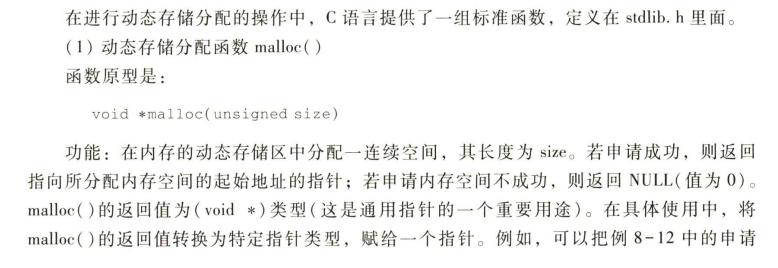 在进行动态存储分配的操作中，C 语言提供了一组标准函数，定义在 stdlib. h 里面。
(1) 动态存储分配函数 malloc( )
函数原型是：
void *malloc(unsigned size)
功能：在内存的动态存储区中分配一连续空间，其长度为 size。若申请成功，则返回
指向所分配内存空间的起始地址的指针；若申请内存空间不成功，则返回 NULL(值为 0)。
malloc( )的返回值为(void *)类型(这是通用指针的一个重要用途)。在具体使用中，将
malloc( )的返回值转换为特定指针类型，赋给一个指针。例如，可以把例 8-12 中的申请